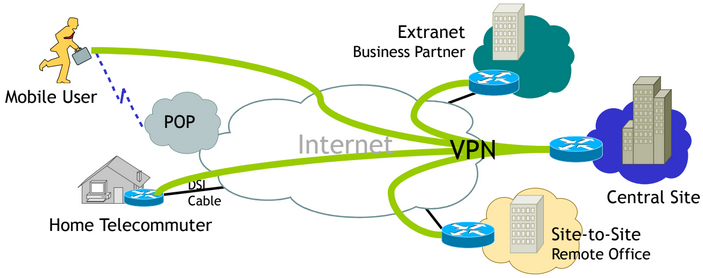 Extranet
Business Partner
Mobile User
POP
Internet
VPN
DSL
Cable
Central Site
Home Telecommuter
Site-to-Site
Remote Office